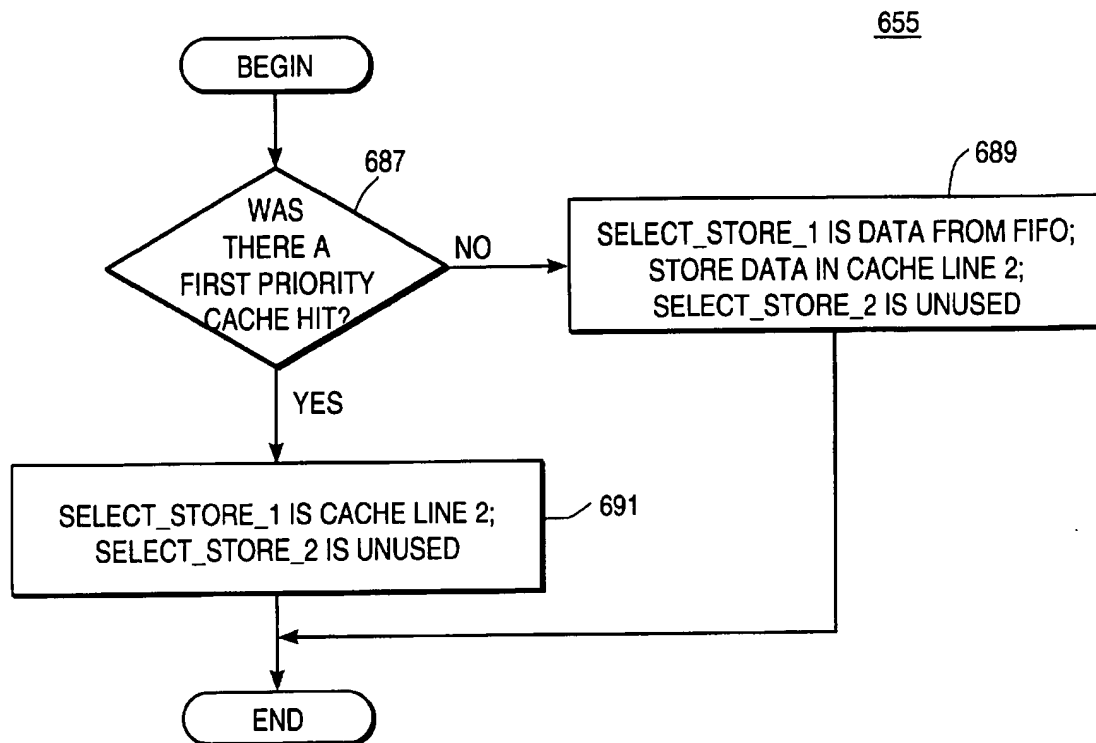 655
BEGIN
687
WAS
THERE A
FIRST PRIORITY
CACHE HIT?
NO
689
SELECT_STORE_1 IS DATA FROM FIFO;
STORE DATA IN CACHE LINE 2;
SELECT_STORE_2 IS UNUSED
YES
SELECT_STORE_1 IS CACHE LINE 2;
SELECT_STORE_2 IS UNUSED
691
END